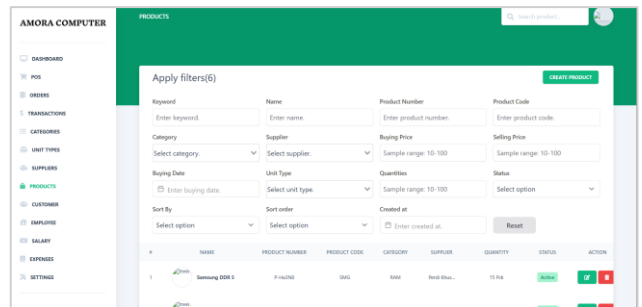 AMORA COMPUTER
PRODUCTS
Search product...
DASHBOARD
POS
ORDERS
TRANSACTIONS
CATEGORIES
UNIT TYPES
SUPPLIERS
PRODUCTS
CUSTOMER
EMPLOYEE
SALARY
EXPENSES
SETTINGS
Apply filters(6)
CREATE PRODUCT
Keyword Name Product Number Product Code
Enter keyword. Enter name. Enter product number. Enter product code.
Category Supplier Buying Price Selling Price
Select category. Select supplier. Sample range: 10-100 Sample range: 10-100
Buying Date Unit Type Quantities Status
Enter buying date. Select unit type. Sample range: 10-100 Select option
Sort By Sort order Created at
Select option Select option Enter created at. Reset
# NAME PRODUCT NUMBER PRODUCT CODE CATEGORY SUPPLIER QUANTITY STATUS ACTION
1 Samsung DDR 5 SMG RAM 15 Pck Active